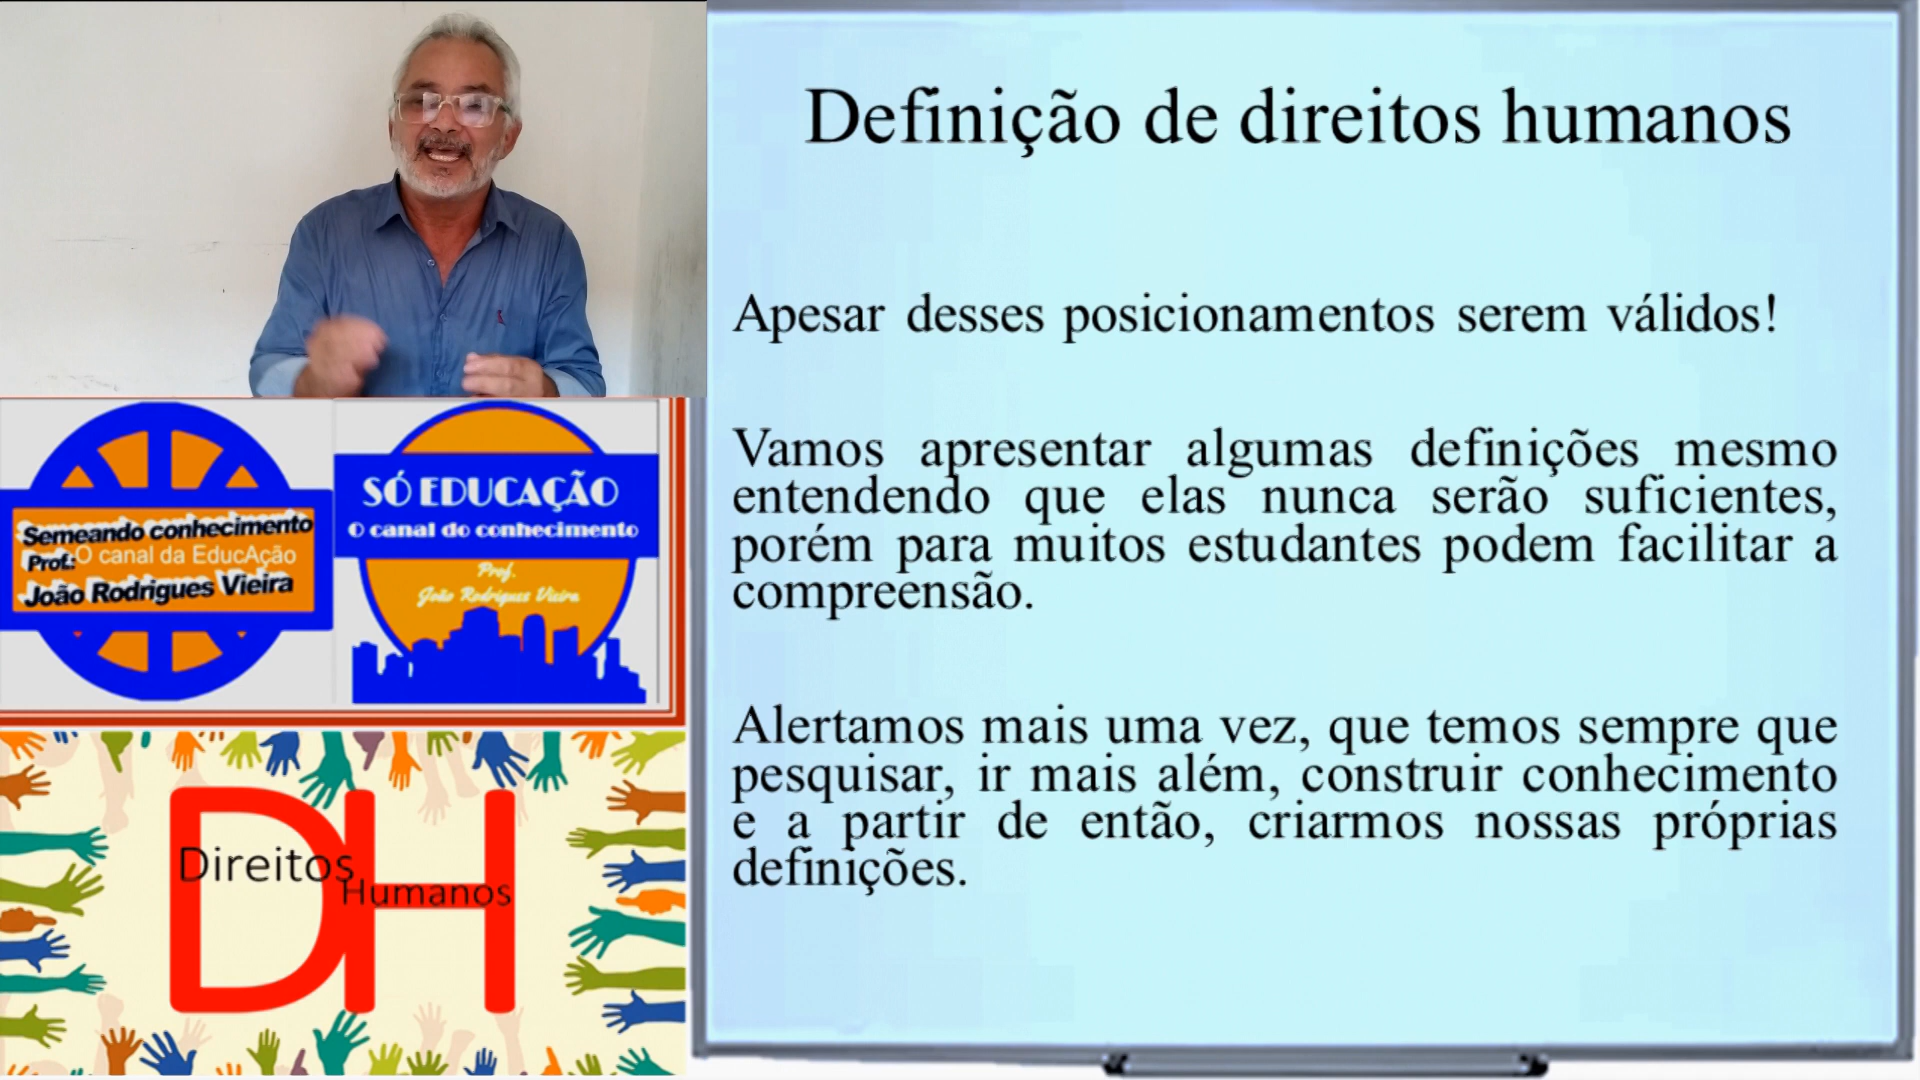 Definição de direitos humanos
Apesar desses posicionamentos serem válidos!
Vamos apresentar algumas definições mesmo
entendendo que elas nunca serão suficientes,
porém para muitos estudantes podem facilitar a
compreensão.
Alertamos mais uma vez, que temos sempre que
pesquisar, ir mais além, construir conhecimento
e a partir de então, criarmos nossas próprias
definições.
Semeando conhecimento
Prof.: O canal da EducAção
João Rodrigues Vieira
SÓ EDUCAÇÃO
O canal do conhecimento
Prof.
João Rodrigues Vieira
DH
Direitos
Humanos